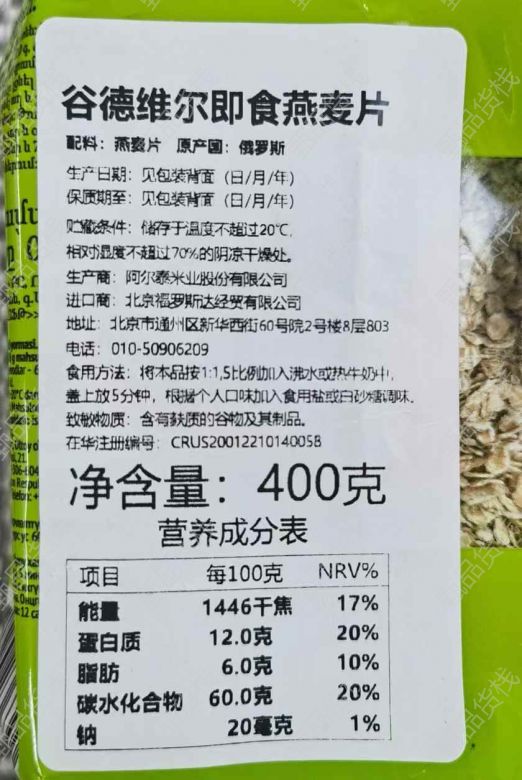 谷德维尔即食燕麦片
配料：燕麦片 原产国：俄罗斯
生产日期：见包装背面（日/月/年）
保质期至：见包装背面（日/月/年）
贮藏条件：储存于温度不超过20℃,
相对湿度不超过70%的阴凉干燥处。
生产商：阿尔泰米业股份有限公司
进口商：北京福罗斯达经贸有限公司
地址：北京市通州区新华西街60号院2号楼8层803
电话：010-50906209
食用方法：将本品按1:1,5比例加入沸水或热牛奶中,
盖上放5分钟，根据个人口味加入食用盐或白砂糖调味.
致敏物质：含有麸质的谷物及其制品。
在华注册编号：CRUS20012210140058
净含量：400克
营养成分表
项目 每100克 NRV%
能量 1446千焦 17%
蛋白质 12.0克 20%
脂肪 6.0克 10%
碳水化合物 60.0克 20%
钠 20毫克 1%